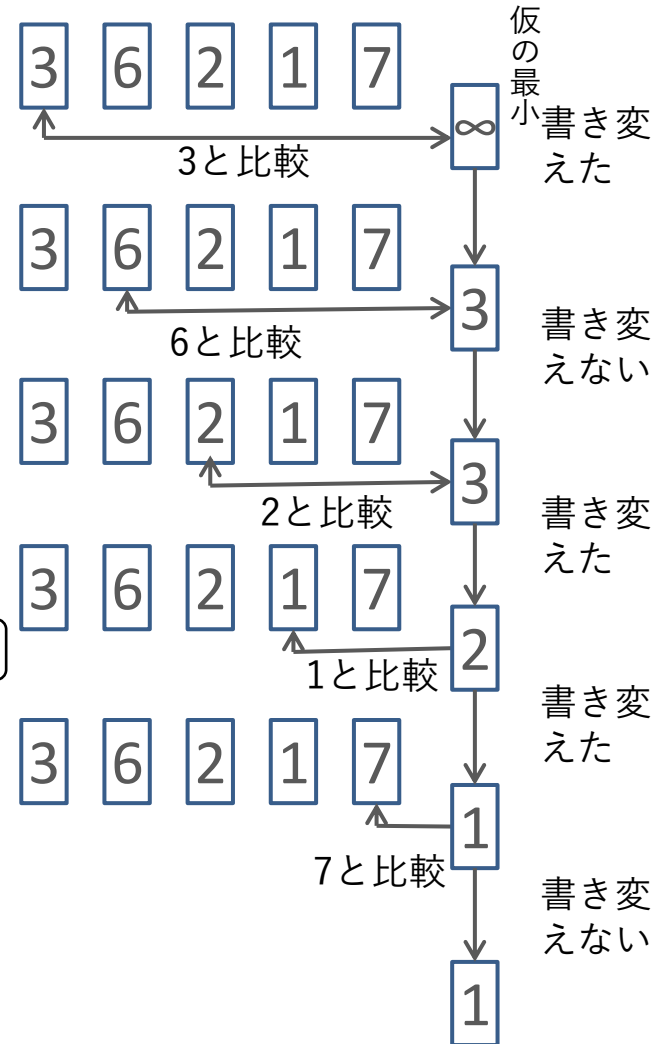 仮の最小
3 6 2 1 7
∞
書き変
えた
3と比較
3 6 2 1 7
3
6と比較
書き変
えない
3 6 2 1 7
3
2と比較
書き変
えた
3 6 2 1 7
2
1と比較
書き変
えた
3 6 2 1 7
1
7と比較
書き変
えない
1